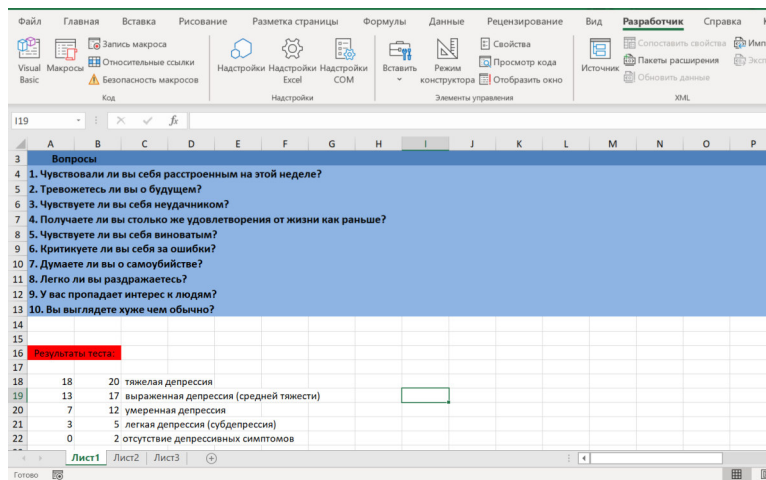 Файл Главная Вставка Рисование Разметка страницы Формулы Данные Рецензирование Вид Разработчик Справка
Visual Basic
Макросы
Запись макроса
Относительные ссылки
Безопасность макросов
Код
Надстройки
Надстройки Excel
Надстройки COM
Надстройки
Вставить
Режим конструктора
Свойства
Просмотр кода
Отобразить окно
Элементы управления
Источник
Сопоставить свойства
Пакеты расширения
Обновить данные
XML
Имп
Эксп
I19 fx
A B C D E F G H I J K L M N O P
3 Вопросы
4 1. Чувствовали ли вы себя расстроенным на этой неделе?
5 2. Тревожетесь ли вы о будущем?
6 3. Чувствуете ли вы себя неудачником?
7 4. Получаете ли вы столько же удовлетворения от жизни как раньше?
8 5. Чувствуете ли вы себя виноватым?
9 6. Критикуете ли вы себя за ошибки?
10 7. Думаете ли вы о самоубийстве?
11 8. Легко ли вы раздражаетесь?
12 9. У вас пропадает интерес к людям?
13 10. Вы выглядете хуже чем обычно?
14
15
16 Результаты теста:
17
18 18 20 тяжелая депрессия
19 13 17 выраженная депрессия (средней тяжести)
20 7 12 умеренная депрессия
21 3 5 легкая депрессия (субдепрессия)
22 0 2 отсутствие депрессивных симптомов
Лист1 Лист2 Лист3
Готово